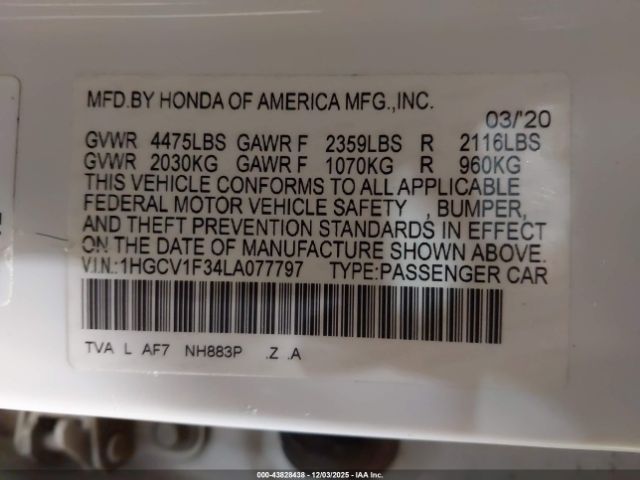 MFD.BY HONDA OF AMERICA MFG.,INC.
03/'20
GVWR 4475LBS GAWR F 2359LBS R 2116LBS
GVWR 2030KG GAWR F 1070KG R 960KG
THIS VEHICLE CONFORMS TO ALL APPLICABLE
FEDERAL MOTOR VEHICLE SAFETY , BUMPER,
AND THEFT PREVENTION STANDARDS IN EFFECT
ON THE DATE OF MANUFACTURE SHOWN ABOVE.
V.I.N.:1HGCV1F34LA077797 TYPE:PASSENGER CAR
TVA L AF7 NH883P .Z .A
000-43828438 - 12/03/2025 - IAA Inc.